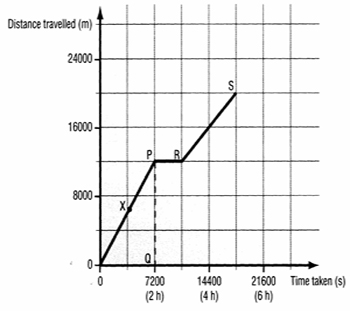 Distance travelled (m)
24000
16000
8000
0
S
P
R
X
Q
0
7200
14400
21600
Time taken (s)
(2 h)
(4 h)
(6 h)